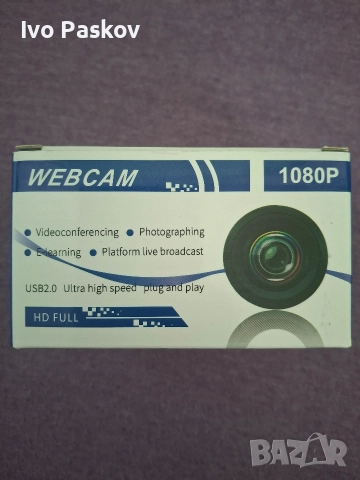 Ivo Paskov
WEBCAM
1080P
Videoconferencing
Photographing
E-learning
Platform live broadcast
USB2.0 Ultra high speed plug and play
HD FULL
BAZAR